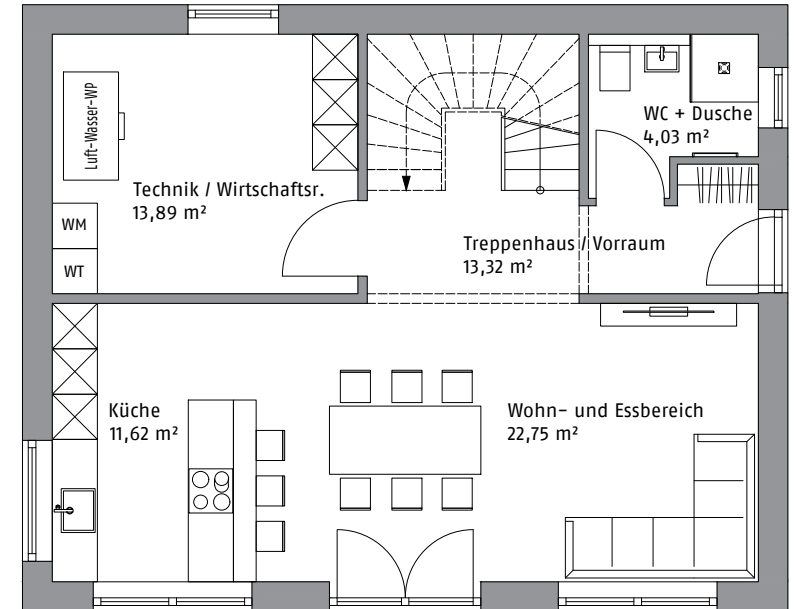 Luft-Wasser-WP
WC + Dusche
4,03 m²
Technik / Wirtschaftsr.
13,89 m²
WM
WT
Treppenhaus / Vorraum
13,32 m²
Küche
11,62 m²
Wohn- und Essbereich
22,75 m²